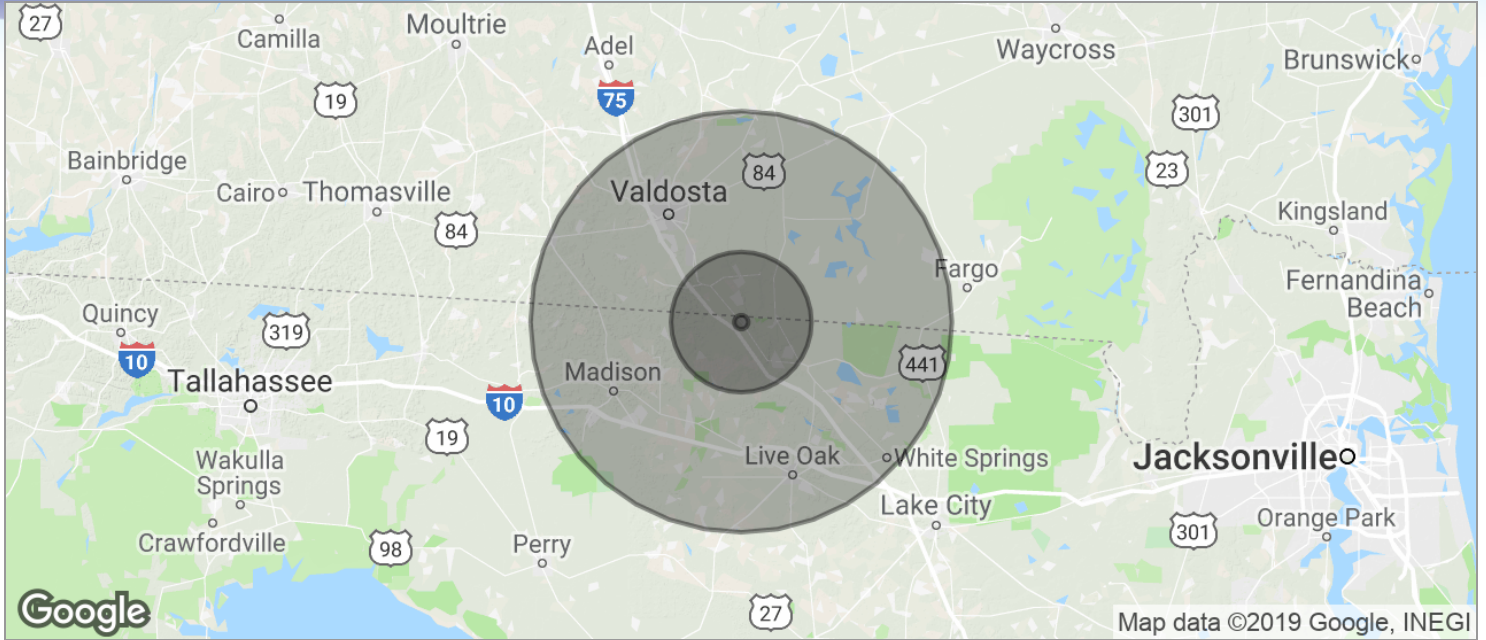 27
Camilla
Moultrie
Adel
Waycross
Brunswick
19
75
301
Bainbridge
Cairo
Thomasville
Valdosta
84
23
84
Kingsland
Fargo
Fernandina
Beach
Quincy
319
10
Tallahassee
Madison
441
10
19
Wakulla
Springs
Live Oak
White Springs
Jacksonville
Lake City
Crawfordville
98
Perry
301
Orange Park
27
Google
Map data ©2019 Google, INEGI